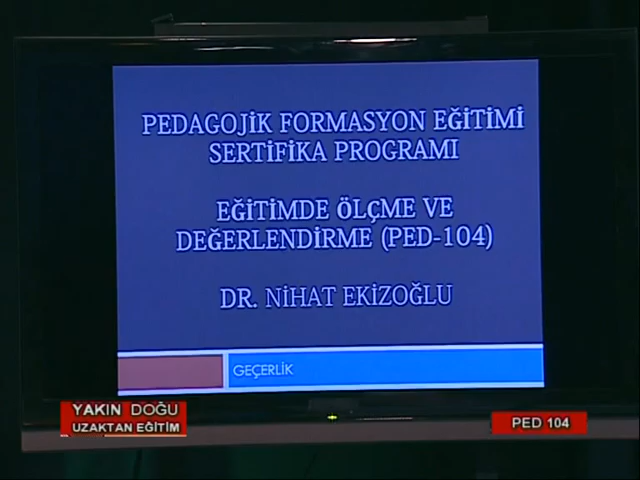 PEDAGOJİK FORMASYON EĞİTİMİ
SERTİFİKA PROGRAMI
EĞİTİMDE ÖLÇME VE
DEĞERLENDİRME (PED-104)
DR. NİHAT EKİZOĞLU
GEÇERLİK
YAKIN DOĞU
UZAKTAN EĞİTİM
PED 104